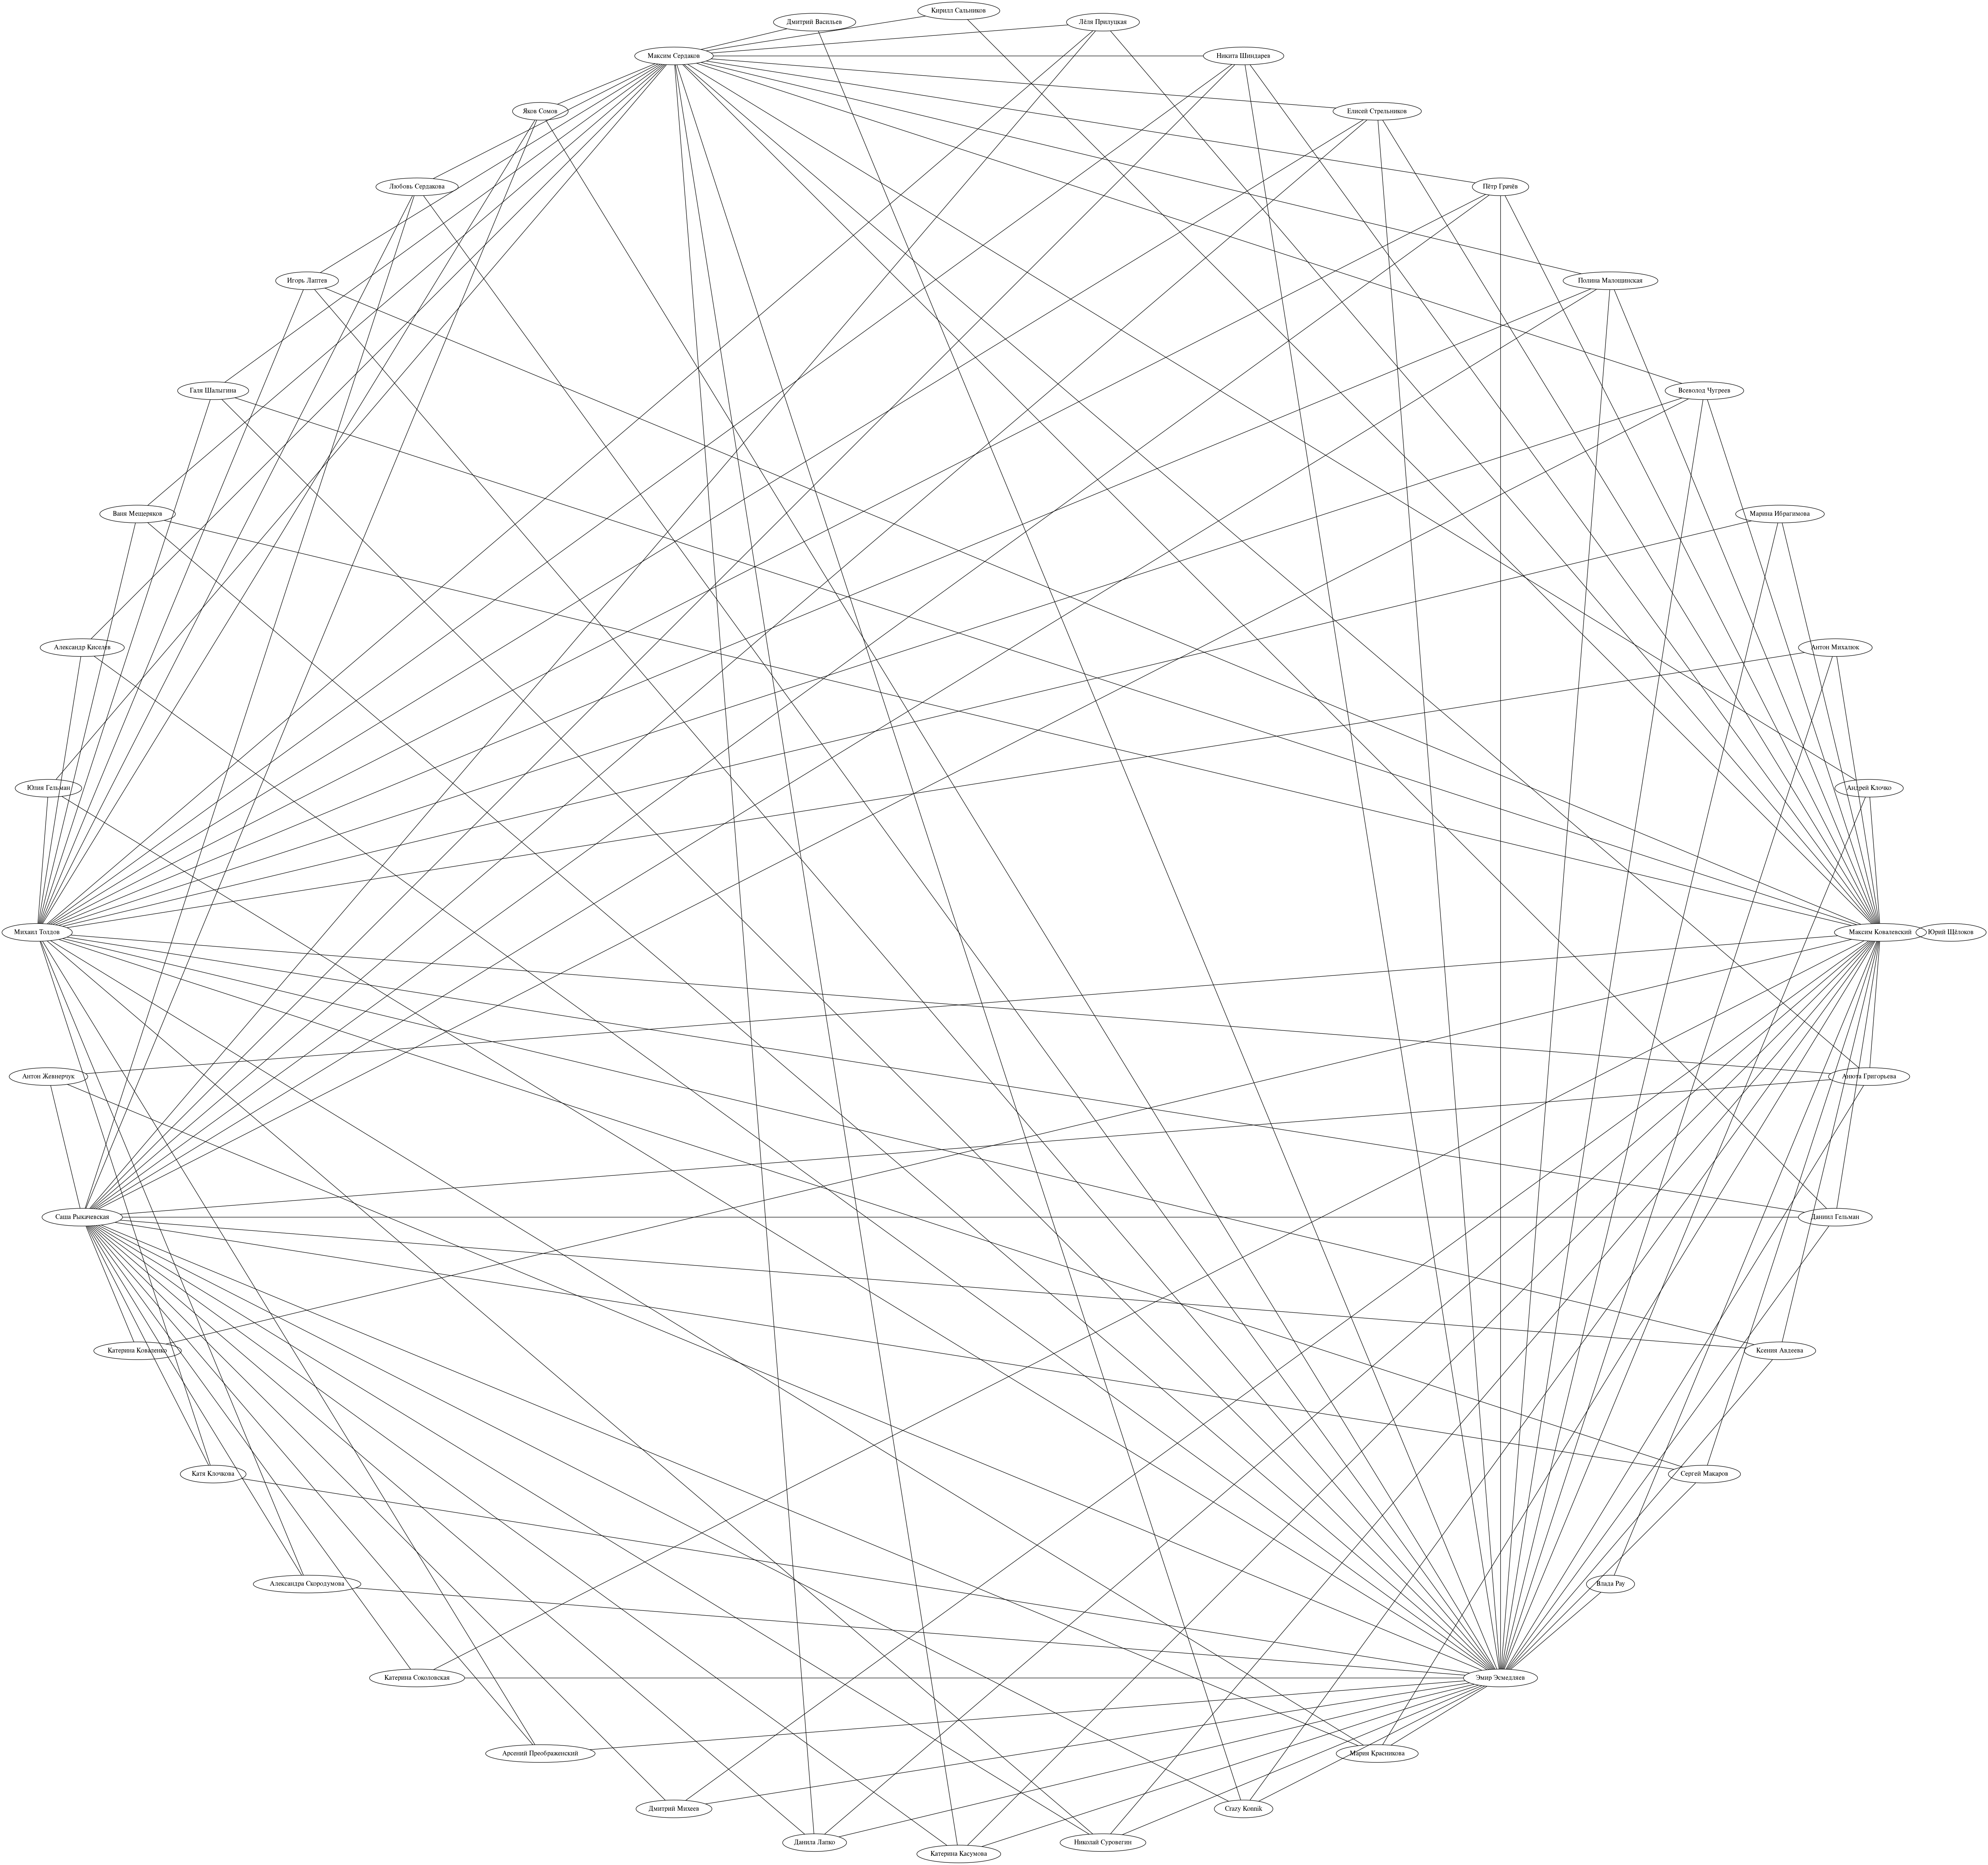 Кирилл Сальников
Дмитрий Васильев
Лёля Прилуцкая
Максим Сердаков
Никита Шиндарев
Яков Сомов
Елисей Стрельников
Любовь Сердакова
Пётр Грачёв
Игорь Лаптев
Полина Малощинская
Галя Шалыгина
Всеволод Чугреев
Ваня Мещеряков
Марина Ибрагимова
Александр Киселев
Антон Михалюк
Юлия Гельман
Андрей Клочко
Михаил Толдов
Максим Ковалевский
Юрий Щёлоков
Антон Жевнерчук
Анюта Григорьева
Саша Рыкачевская
Даниил Гельман
Катерина Коваленко
Ксения Авдеева
Катя Клочкова
Сергей Макаров
Александра Скородумова
Влада Рау
Катерина Соколовская
Эмир Эсмедляев
Арсений Преображенский
Мария Красникова
Дмитрий Михеев
Crazy Konnik
Данила Лапко
Николай Суровегин
Катерина Касумова